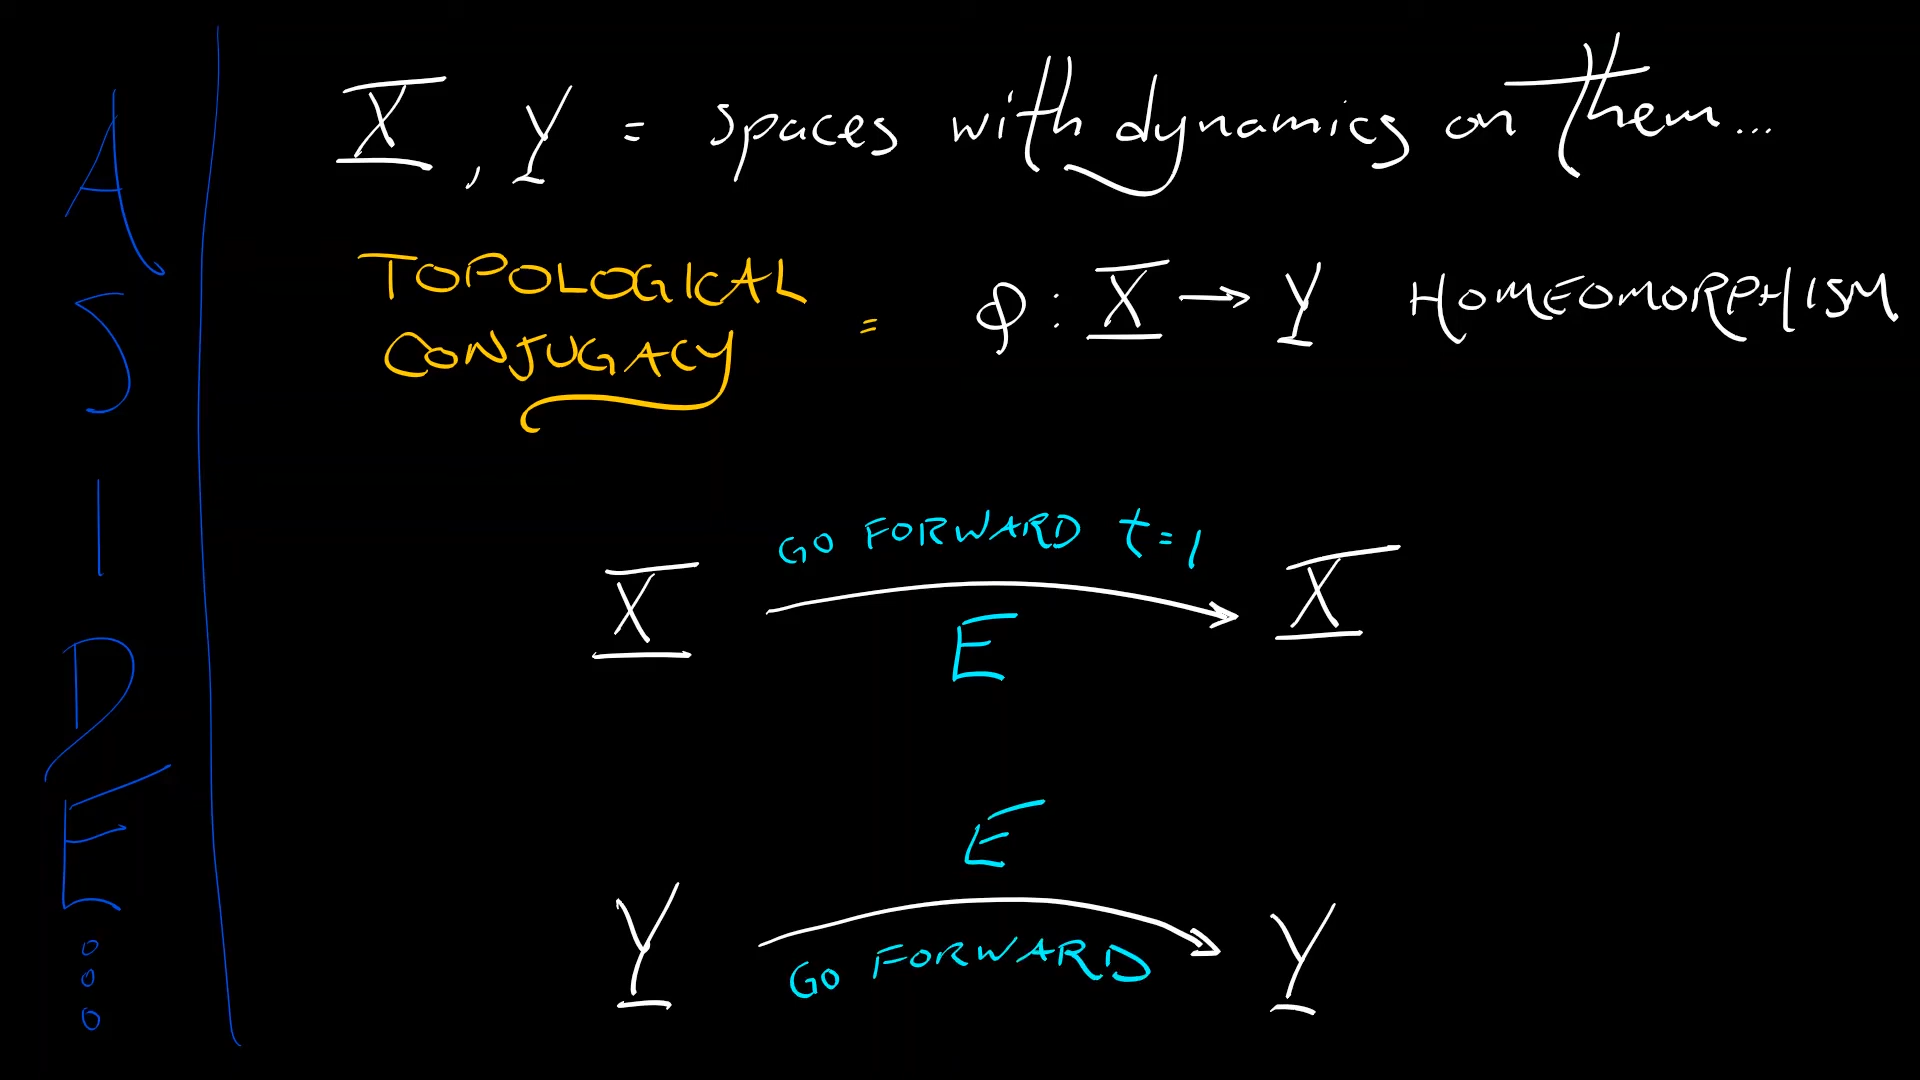 ASIDE...
X, Y = spaces with dynamics on them...
TOPOLOGICAL
CONJUGACY = φ: X → Y HOMEOMORPHISM
GO FORWARD t=1
X → X
E
E
Y → Y
GO FORWARD